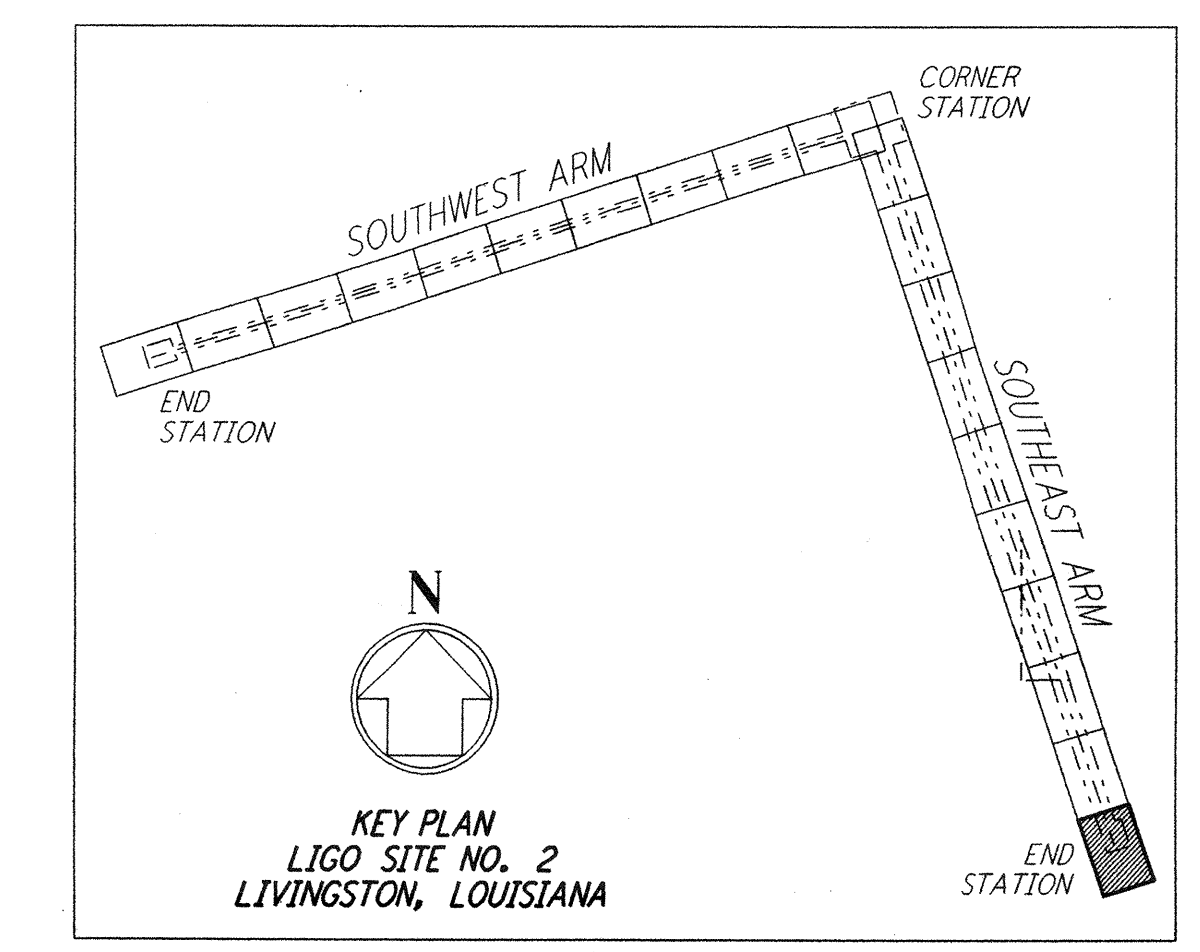 CORNER
STATION
SOUTHWEST ARM
END
STATION
SOUTHEAST ARM
N
KEY PLAN
LIGO SITE NO. 2
LIVINGSTON, LOUISIANA
END
STATION